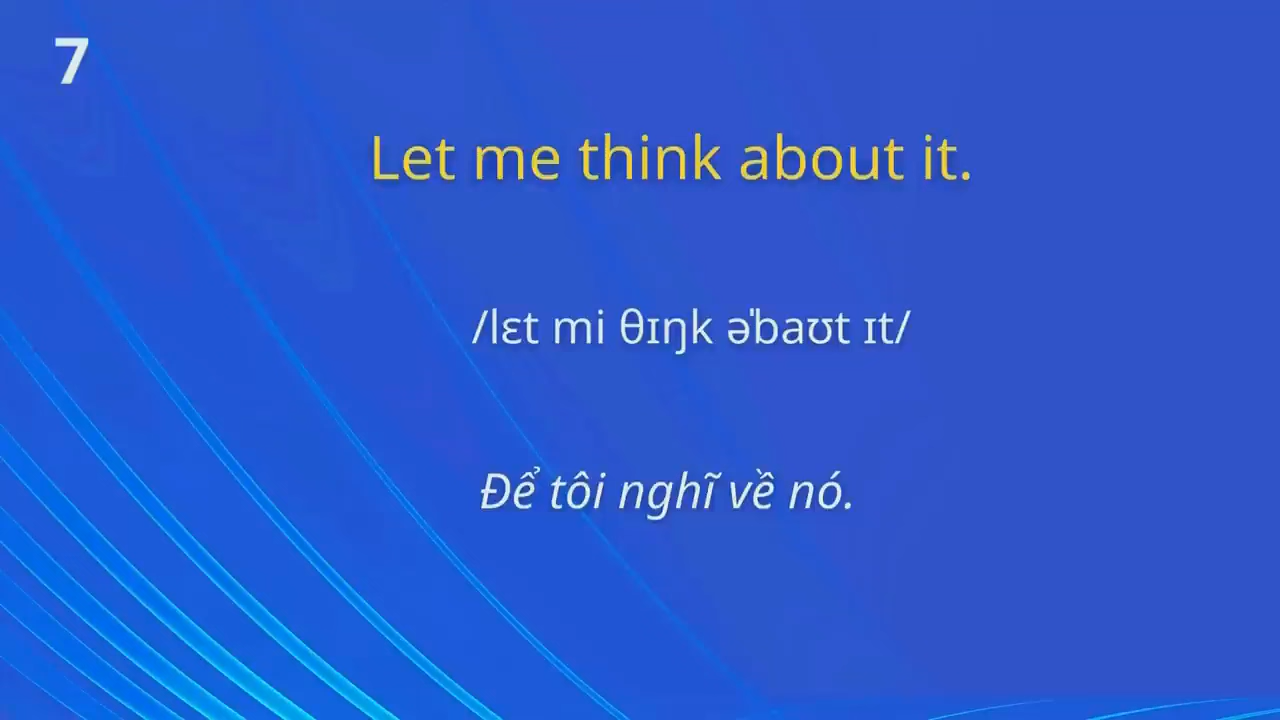 7
Let me think about it.
/lɛt mi θɪŋk əˈbaʊt ɪt/
Để tôi nghĩ về nó.